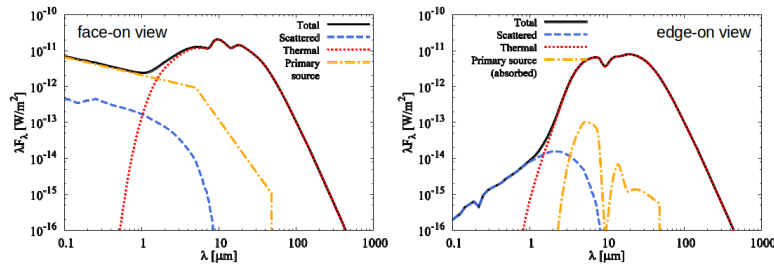 face-on view
Total
Scattered
Thermal
Primary
source
10⁻¹⁰
10⁻¹¹
10⁻¹²
10⁻¹³
10⁻¹⁴
10⁻¹⁵
10⁻¹⁶
λFλ [W/m²]
0.1 1 10 100 1000
λ [μm]
edge-on view
Total
Scattered
Thermal
Primary source
(absorbed)
10⁻¹⁰
10⁻¹¹
10⁻¹²
10⁻¹³
10⁻¹⁴
10⁻¹⁵
10⁻¹⁶
λFλ [W/m²]
0.1 1 10 100 1000
λ [μm]